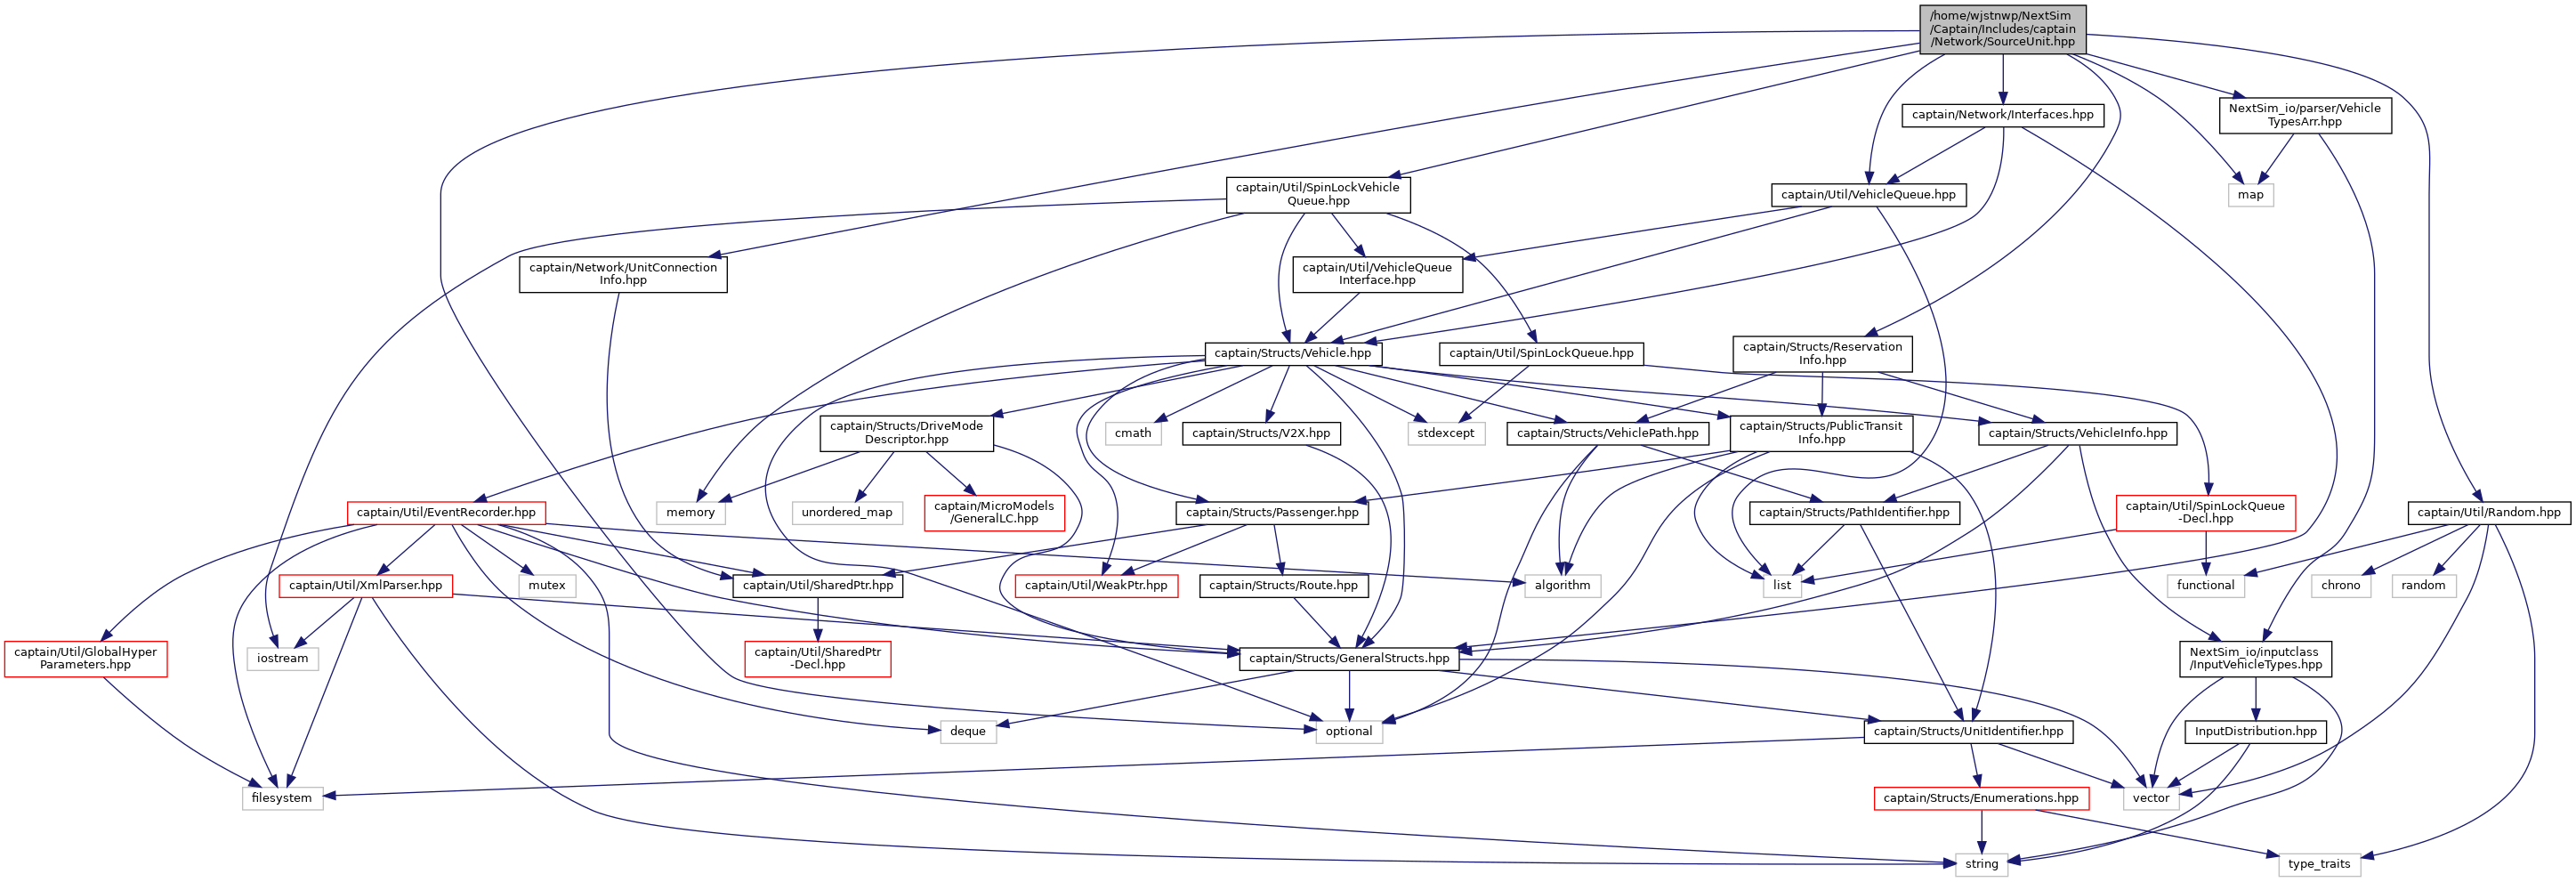 /home/wjstnwp/NextSim
/Captain/Includes/captain
/Network/SourceUnit.hpp
captain/Network/Interfaces.hpp
NextSim_io/parser/Vehicle
TypesArr.hpp
captain/Util/SpinLockVehicle
Queue.hpp
captain/Util/VehicleQueue.hpp
map
captain/Network/UnitConnection
Info.hpp
captain/Util/VehicleQueue
Interface.hpp
captain/Structs/Vehicle.hpp
captain/Util/SpinLockQueue.hpp
captain/Structs/Reservation
Info.hpp
captain/Structs/DriveMode
Descriptor.hpp
cmath
captain/Structs/V2X.hpp
stdexcept
captain/Structs/VehiclePath.hpp
captain/Structs/PublicTransit
Info.hpp
captain/Structs/VehicleInfo.hpp
captain/Util/EventRecorder.hpp
memory
unordered_map
captain/MicroModels
/GeneralLC.hpp
captain/Structs/Passenger.hpp
captain/Structs/PathIdentifier.hpp
captain/Util/SpinLockQueue
-Decl.hpp
captain/Util/Random.hpp
captain/Util/XmlParser.hpp
mutex
captain/Util/SharedPtr.hpp
captain/Util/WeakPtr.hpp
captain/Structs/Route.hpp
algorithm
list
functional
chrono
random
captain/Util/GlobalHyper
Parameters.hpp
iostream
captain/Util/SharedPtr
-Decl.hpp
captain/Structs/GeneralStructs.hpp
NextSim_io/inputclass
/InputVehicleTypes.hpp
deque
optional
captain/Structs/UnitIdentifier.hpp
InputDistribution.hpp
filesystem
captain/Structs/Enumerations.hpp
vector
string
type_traits